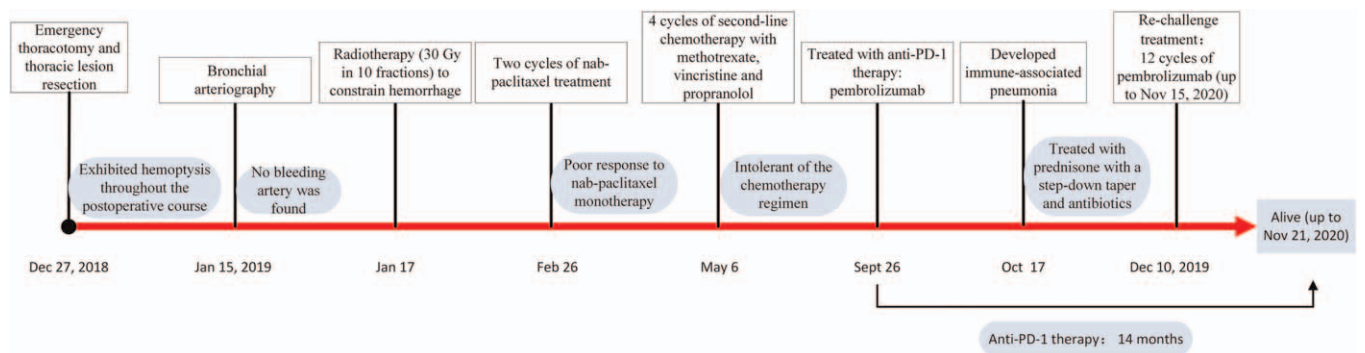 Emergency
thoracotomy and
thoracic lesion
resection
Bronchial
arteriography
Radiotherapy (30 Gy
in 10 fractions) to
constrain hemorrhage
Two cycles of nab-
paclitaxel treatment
4 cycles of second-line
chemotherapy with
methotrexate,
vincristine and
propranolol
Treated with anti-PD-1
therapy:
pembrolizumab
Developed
immune-associated
pneumonia
Re-challenge
treatment:
12 cycles of
pembrolizumab (up
to Nov 15, 2020)
Exhibited hemoptysis
throughout the
postoperative course
No bleeding
artery was
found
Poor response to
nab-paclitaxel
monotherapy
Intolerant of the
chemotherapy
regimen
Treated with
prednisone with a
step-down taper
and antibiotics
Alive (up to
Nov 21, 2020)
Dec 27, 2018
Jan 15, 2019
Jan 17
Feb 26
May 6
Sept 26
Oct 17
Dec 10, 2019
Anti-PD-1 therapy: 14 months